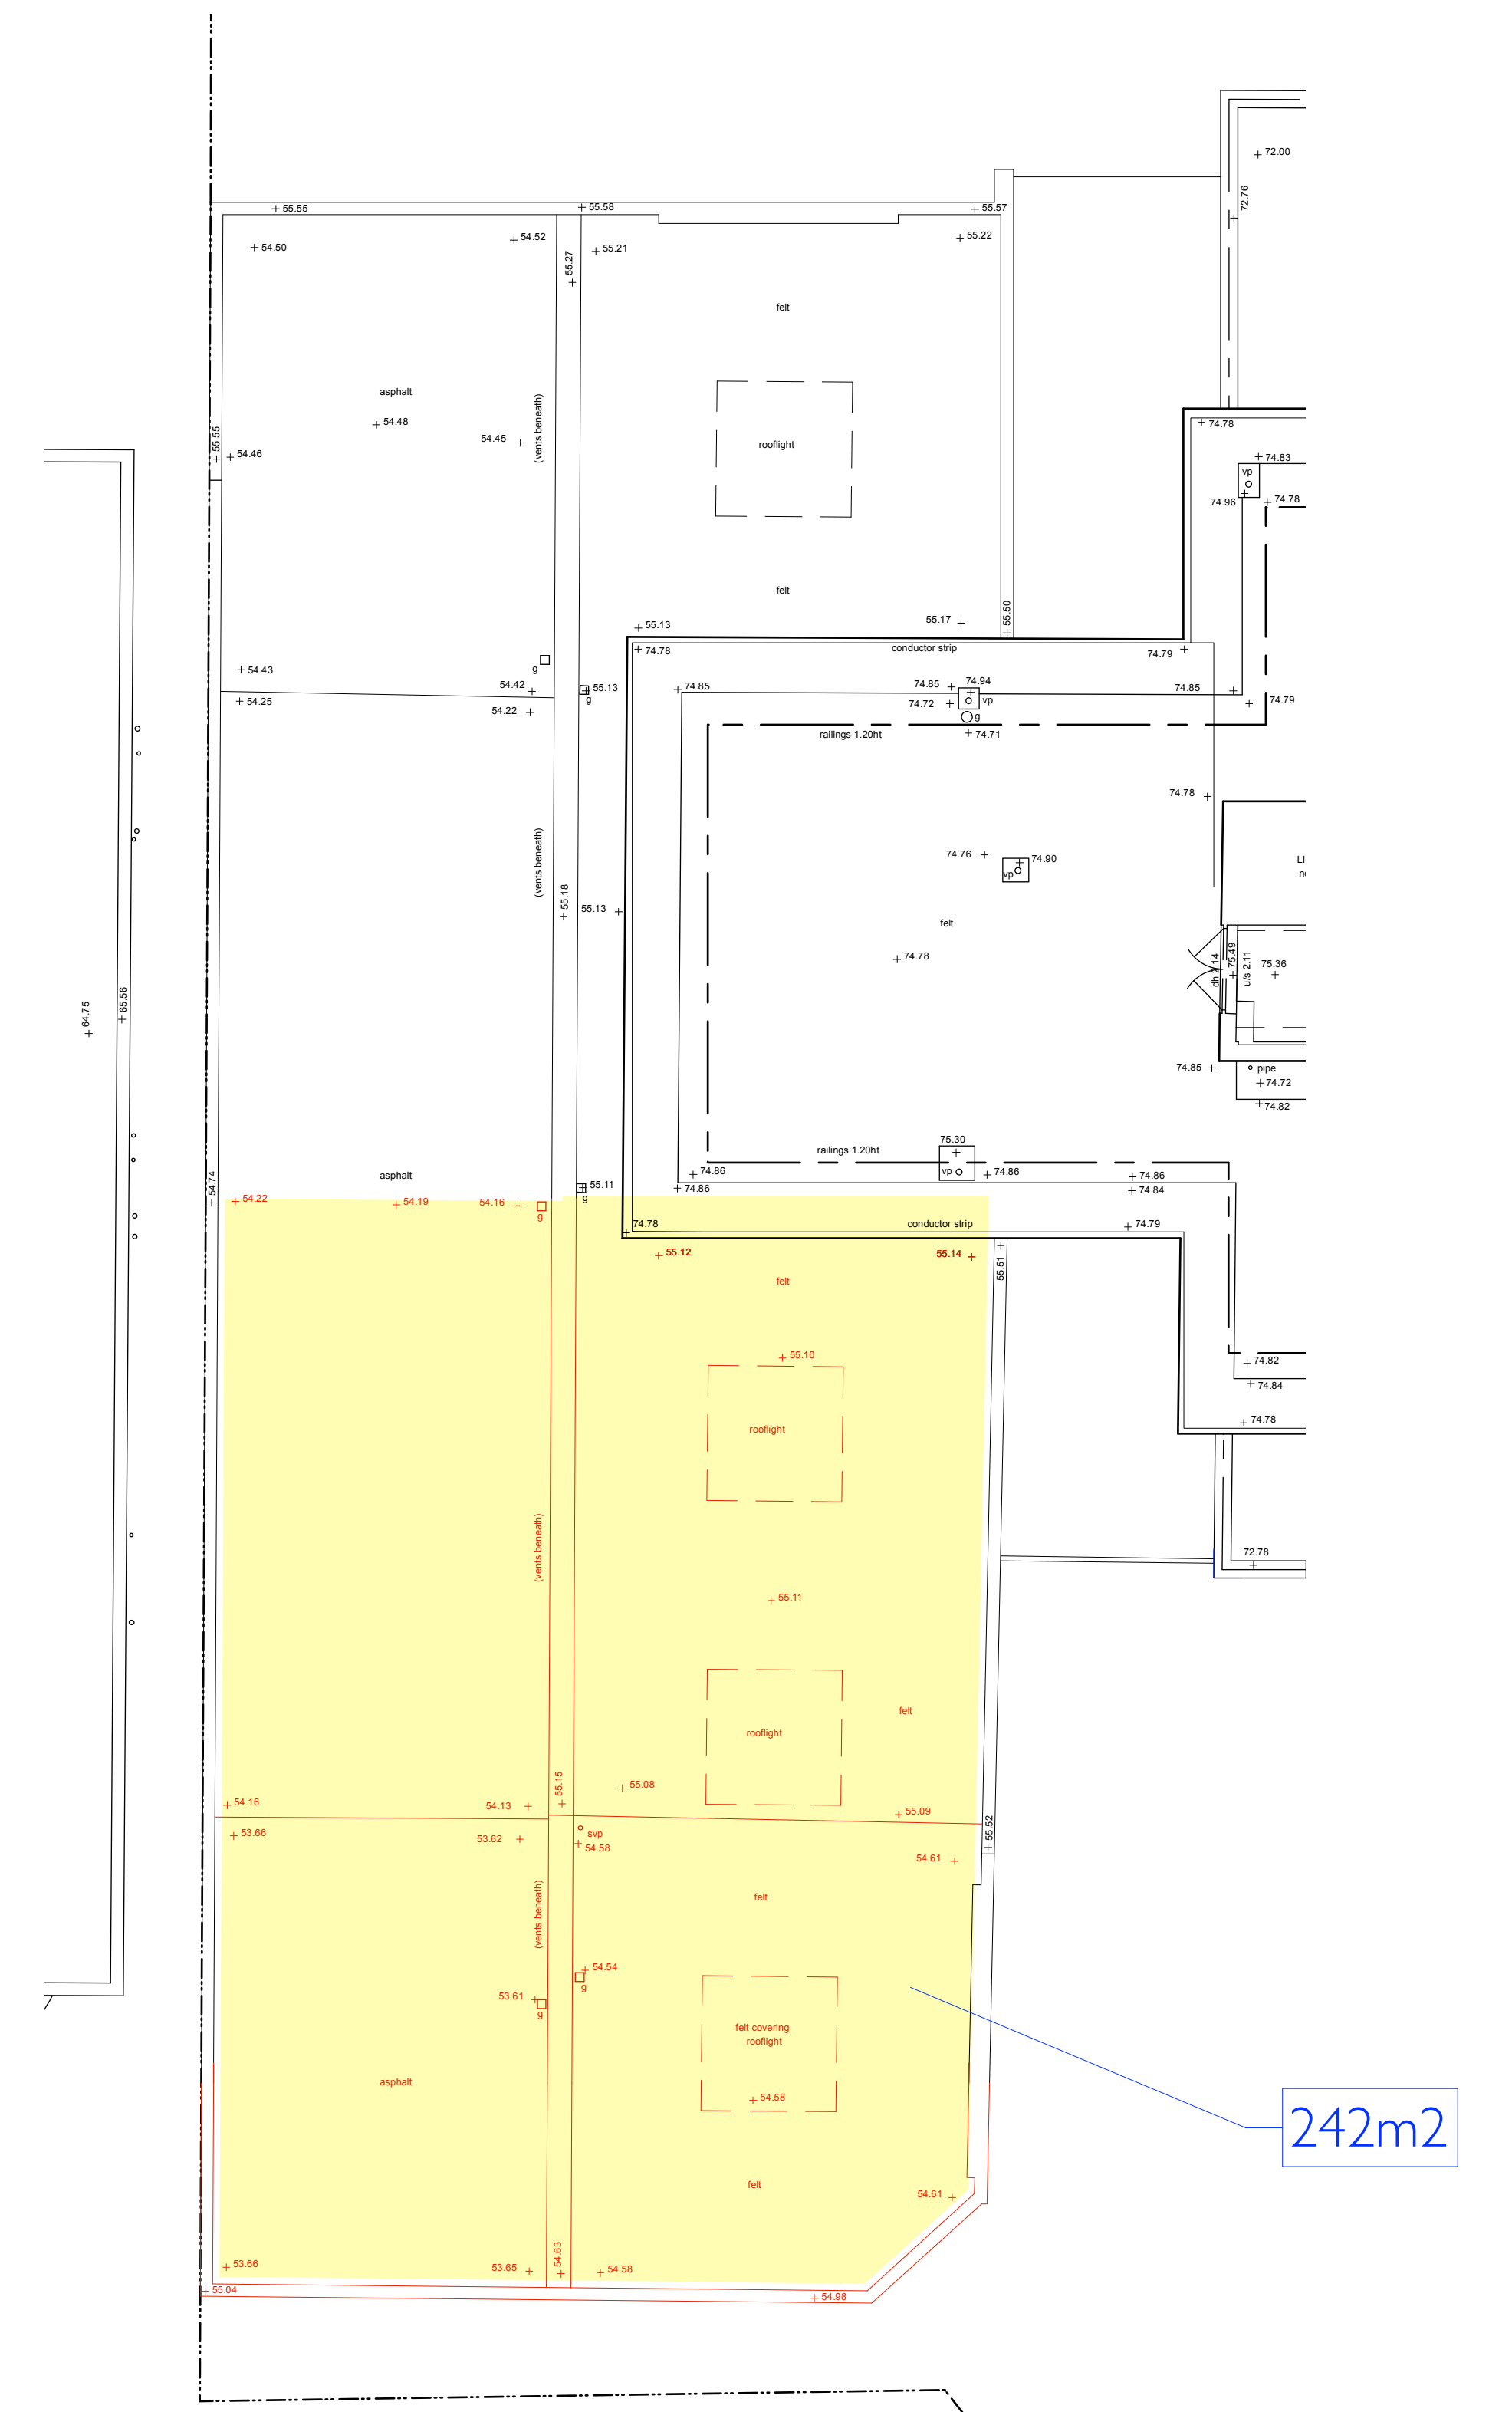 72.00
72.76
55.55
55.58
55.57
54.50
54.52
55.27
55.21
55.22
felt
asphalt
(vents beneath)
54.48
54.45
rooflight
55.55
54.46
74.78
74.83
vp
74.96
74.78
felt
55.13
55.17
55.50
74.78
conductor strip
74.79
g
54.43
54.42
54.25
54.22
55.13
g
74.85
74.85
74.94
74.72
vp
g
74.85
74.79
railings 1.20ht
74.71
74.78
(vents beneath)
74.76
74.90
vp
55.18
55.13
felt
74.78
dh 2.14
75.49
u/s 2.11
75.36
64.75
65.56
74.85
pipe
74.72
74.82
75.30
railings 1.20ht
vp
74.86
74.86
74.86
74.86
74.84
asphalt
54.74
55.11
g
54.22
54.19
54.16
g
74.78
conductor strip
74.79
55.12
55.14
55.51
felt
55.10
74.82
74.84
rooflight
74.78
(vents beneath)
72.78
55.11
felt
rooflight
55.15
55.08
54.16
54.13
55.09
55.52
53.66
53.62
svp
54.58
54.61
(vents beneath)
felt
54.54
g
53.61
g
felt covering
rooflight
asphalt
54.58
242m2
felt
54.61
53.66
53.65
54.63
54.58
55.04
54.98